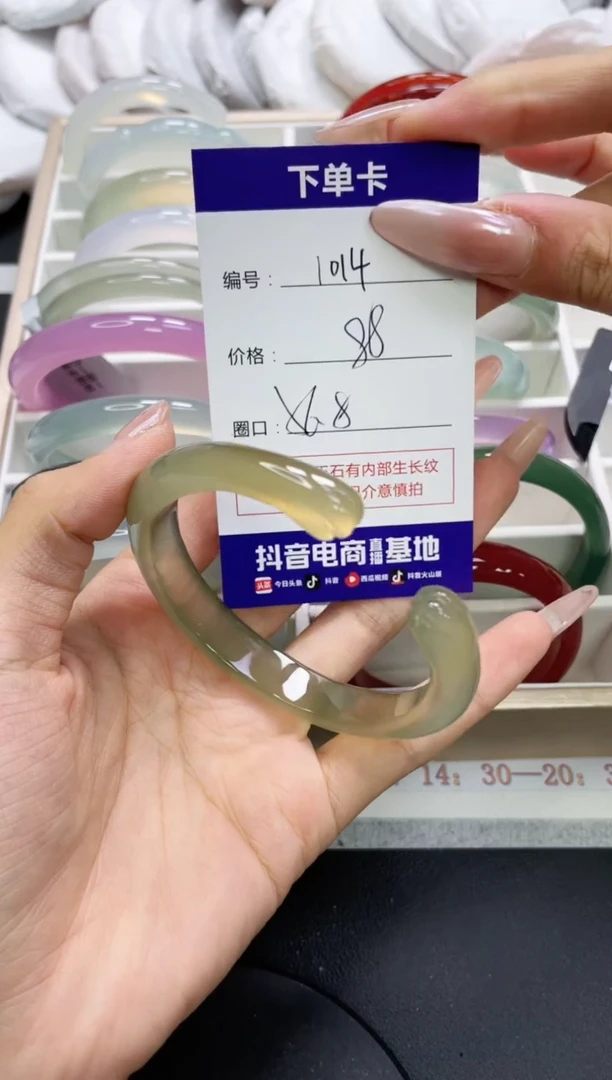 下单卡
编号: 1014
价格: 88
圈口: 8
石有内部生长纹
介意慎拍
抖音电商直播基地
头条 今日头条 抖音 西瓜视频 抖音火山版
14: 30—20: 3